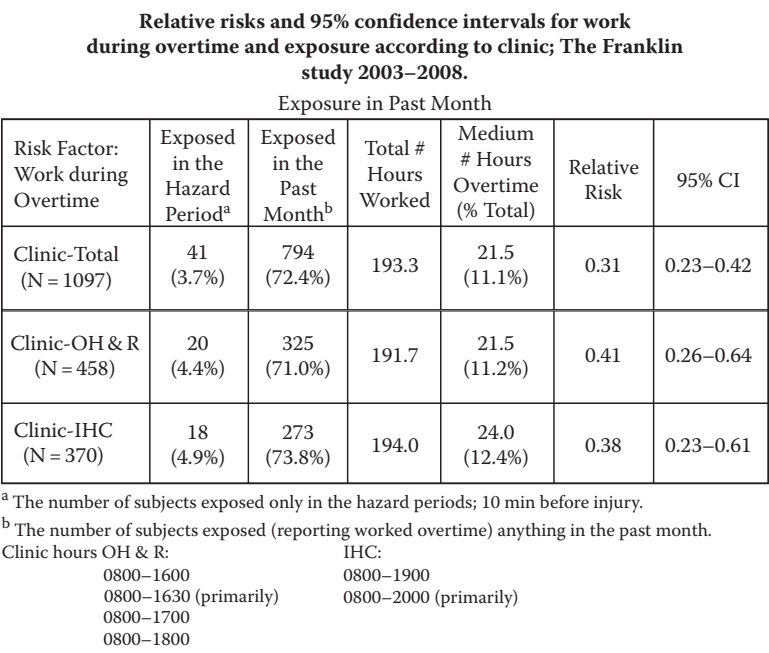 Relative risks and 95% confidence intervals for work
during overtime and exposure according to clinic; The Franklin
study 2003–2008.
Exposure in Past Month
Risk Factor:
Work during
Overtime
Exposed
in the
Hazard
Period^a
Exposed
in the
Past
Month^b
Total #
Hours
Worked
Medium
# Hours
Overtime
(% Total)
Relative
Risk
95% CI
Clinic-Total
(N = 1097)
41
(3.7%)
794
(72.4%)
193.3
21.5
(11.1%)
0.31
0.23–0.42
Clinic-OH & R
(N = 458)
20
(4.4%)
325
(71.0%)
191.7
21.5
(11.2%)
0.41
0.26–0.64
Clinic-IHC
(N = 370)
18
(4.9%)
273
(73.8%)
194.0
24.0
(12.4%)
0.38
0.23–0.61
^a The number of subjects exposed only in the hazard periods; 10 min before injury.
^b The number of subjects exposed (reporting worked overtime) anything in the past month.
Clinic hours OH & R:
0800–1600
0800–1630 (primarily)
0800–1700
0800–1800
IHC:
0800–1900
0800–2000 (primarily)